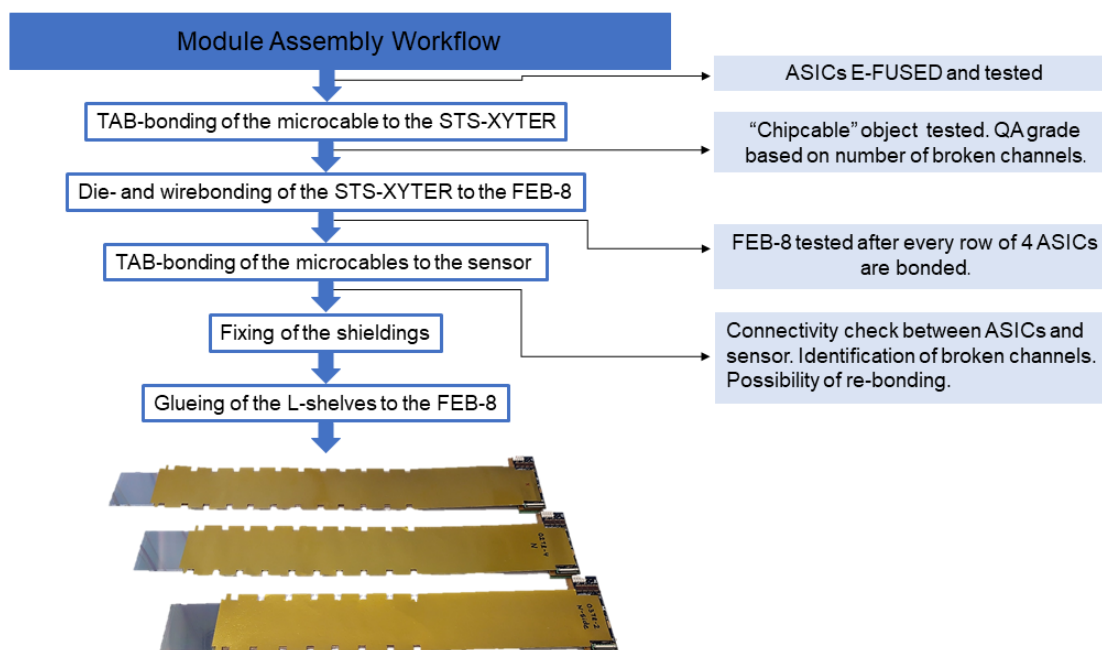 Module Assembly Workflow
ASICs E-FUSED and tested
TAB-bonding of the microcable to the STS-XYTER
“Chipcable” object tested. QA grade
based on number of broken channels.
Die- and wirebonding of the STS-XYTER to the FEB-8
FEB-8 tested after every row of 4 ASICs
are bonded.
TAB-bonding of the microcables to the sensor
Connectivity check between ASICs and
sensor. Identification of broken channels.
Possibility of re-bonding.
Fixing of the shieldings
Glueing of the L-shelves to the FEB-8